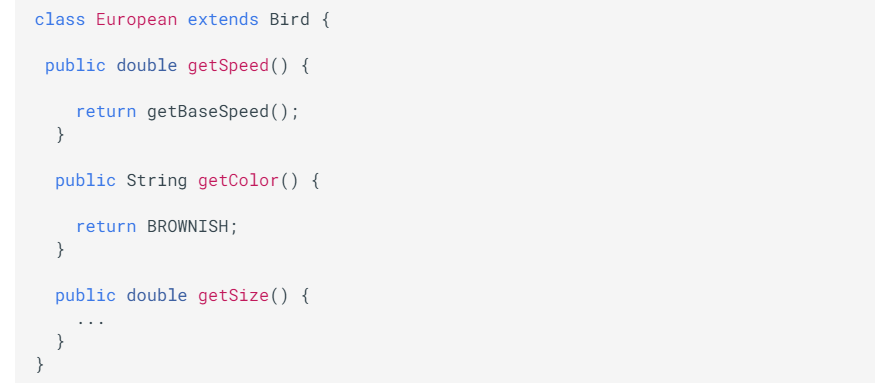 class European extends Bird {
public double getSpeed() {
return getBaseSpeed();
}
public String getColor() {
return BROWNISH;
}
public double getSize() {
...
}
}